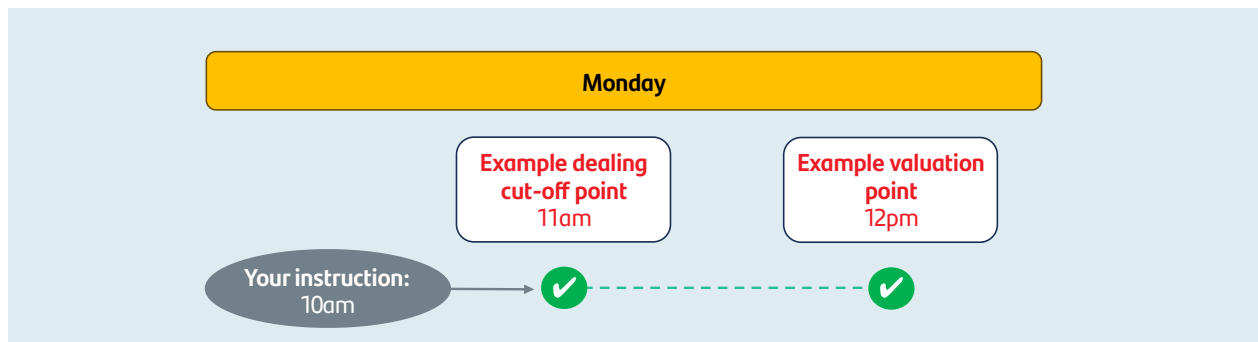 Monday
Example dealing
cut-off point
11am
Example valuation
point
12pm
Your instruction:
10am